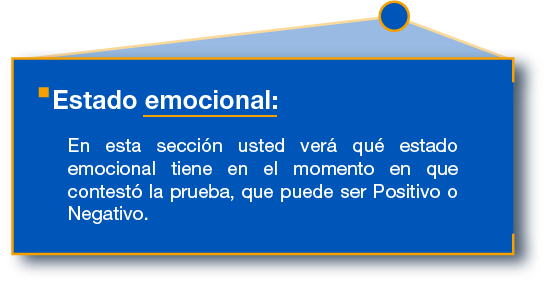 Estado emocional:
En esta sección usted verá qué estado
emocional tiene en el momento en que
contestó la prueba, que puede ser Positivo o
Negativo.